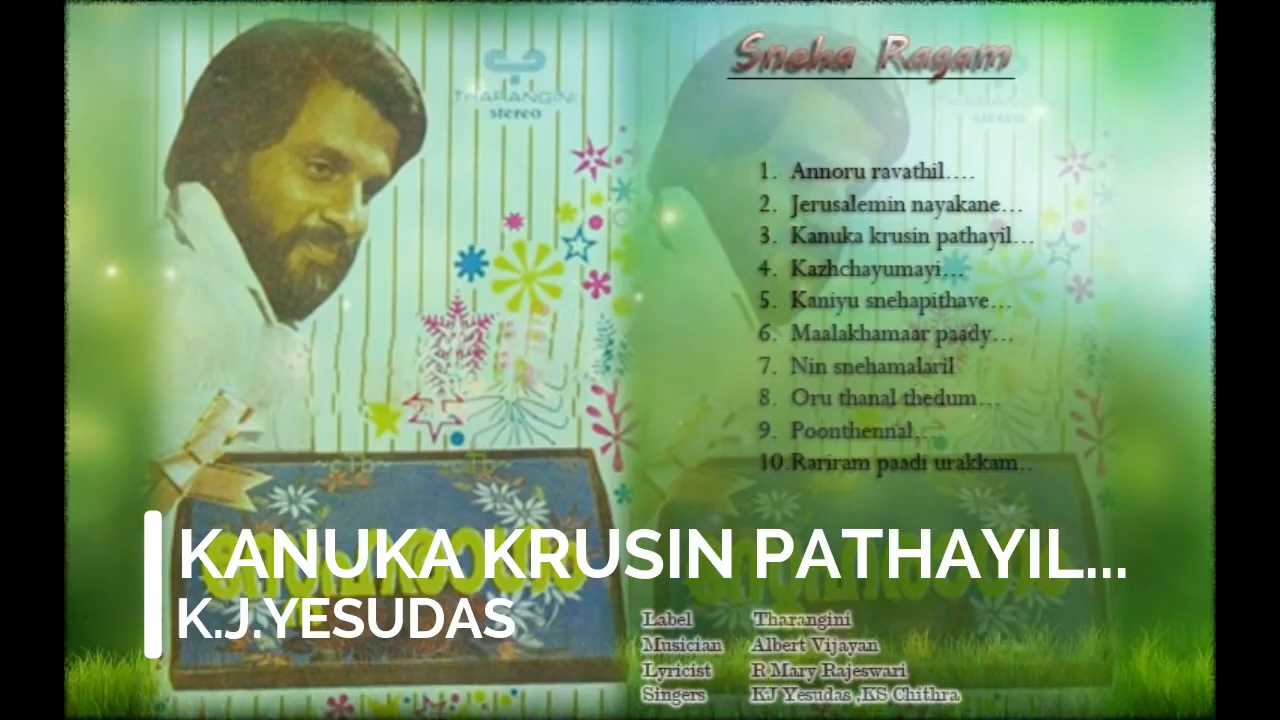 THARANGINI
stereo
Sneha Ragam
1. Annoru ravathil....
2. Jerusalemin nayakane...
3. Kanuka krusin pathayil...
4. Kazhchayumayi...
5. Kaniyu snehapithave...
6. Maalakhamaar paady...
7. Nin snehamalaril
8. Oru thanal thedum...
9. Poonthennal...
10.Rariram paadi urakkam..
KANUKA KRUSIN PATHAYIL...
K.J.YESUDAS
Label Tharangini
Musician Albert Vijayan
Lyricist R Mary Rajeswari
Singers KJ Yesudas ,KS Chithra